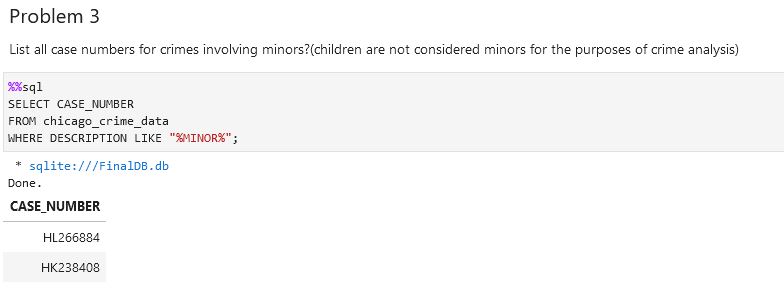 Problem 3
List all case numbers for crimes involving minors?(children are not considered minors for the purposes of crime analysis)
%%sql
SELECT CASE_NUMBER
FROM chicago_crime_data
WHERE DESCRIPTION LIKE "%MINOR%";
* sqlite:///FinalDB.db
Done.
CASE_NUMBER
HL266884
HK238408